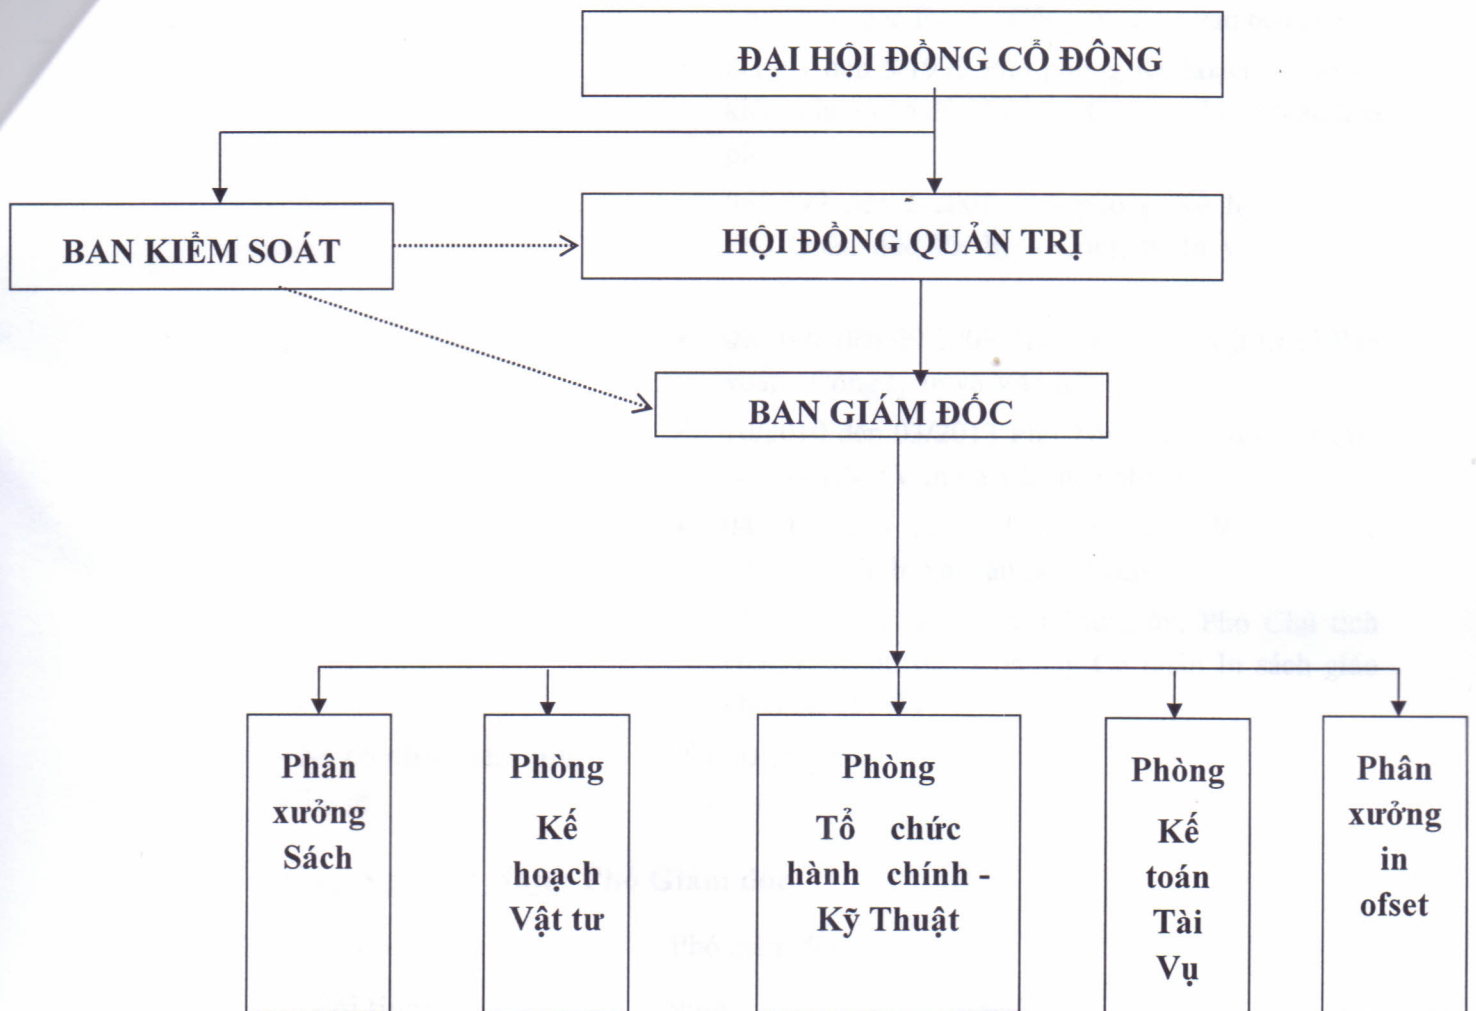 ĐẠI HỘI ĐỒNG CỔ ĐÔNG
BAN KIỂM SOÁT
HỘI ĐỒNG QUẢN TRỊ
BAN GIÁM ĐỐC
Phân
xưởng
Sách
Phòng
Kế
hoạch
Vật tư
Phòng
Tổ chức
hành chính -
Kỹ Thuật
Phòng
Kế
toán
Tài
Vụ
Phân
xưởng
in
ofset